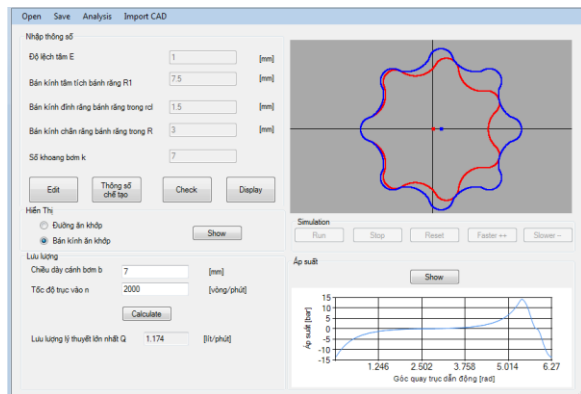 Open Save Analysis Import CAD
Nhập thông số
Độ lệch tâm E 1 [mm]
Bán kính tâm tích bánh răng R1 7.5 [mm]
Bán kính đỉnh răng bánh răng trong rcl 1.5 [mm]
Bán kính chân răng bánh răng trong R 3 [mm]
Số khoang bơm k 7
Edit Thông số chế tạo Check Display
Hiển Thị
Đường ăn khớp
Bán kính ăn khớp
Show
Lưu lượng
Chiều dày cánh bơm b 7 [mm]
Tốc độ trục vào n 2000 [vòng/phút]
Calculate
Lưu lượng lý thuyết lớn nhất Q 1.174 [lít/phút]
Simulation
Run Stop Reset Faster ++ Slower --
Áp suất
Show
Áp suất [bar]
15
10
5
0
-5
-10
-15
1.246 2.502 3.758 5.014 6.27
Góc quay trục dẫn động [rad]